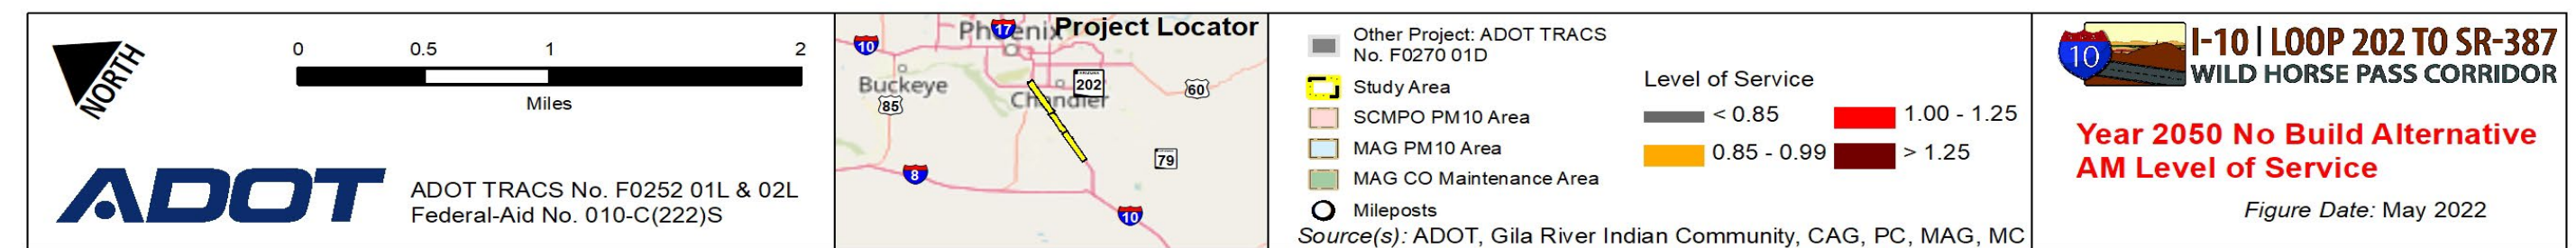 NORTH
0 0.5 1 2
Miles
ADOT
ADOT TRACS No. F0252 01L & 02L
Federal-Aid No. 010-C(222)S
Project Locator
Phoenix
17
10
Buckeye
85
202
Chandler
60
79
8
10
Other Project: ADOT TRACS
No. F0270 01D
Study Area
SCMPO PM10 Area
MAG PM10 Area
MAG CO Maintenance Area
Mileposts
Level of Service
< 0.85
1.00 - 1.25
0.85 - 0.99
> 1.25
Source(s): ADOT, Gila River Indian Community, CAG, PC, MAG, MC
10
I-10 | LOOP 202 TO SR-387
WILD HORSE PASS CORRIDOR
Year 2050 No Build Alternative
AM Level of Service
Figure Date: May 2022